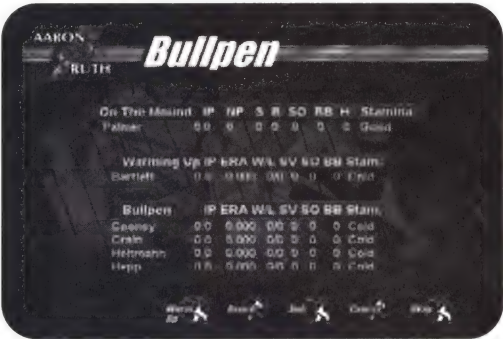 AARON
Bullpen
RUTH
On The Mound IP NP S B SO BB H Stamina
Palmer 0.0 0 0 0 0 0 0 Good
Warming Up IP ERA W/L SV SO BB Stam.
Bartlett 0.0 0.000 0/0 0 0 0 Cold
Bullpen IP ERA W/L SV SO BB Stam.
Cooney 0.0 0.000 0/0 0 0 0 Cold
Crain 0.0 0.000 0/0 0 0 0 Cold
0.0 0.000 0/0 0 0 0 Cold
Hepp 0.0 0.000 0/0 0 0 0 Cold
Warm Up